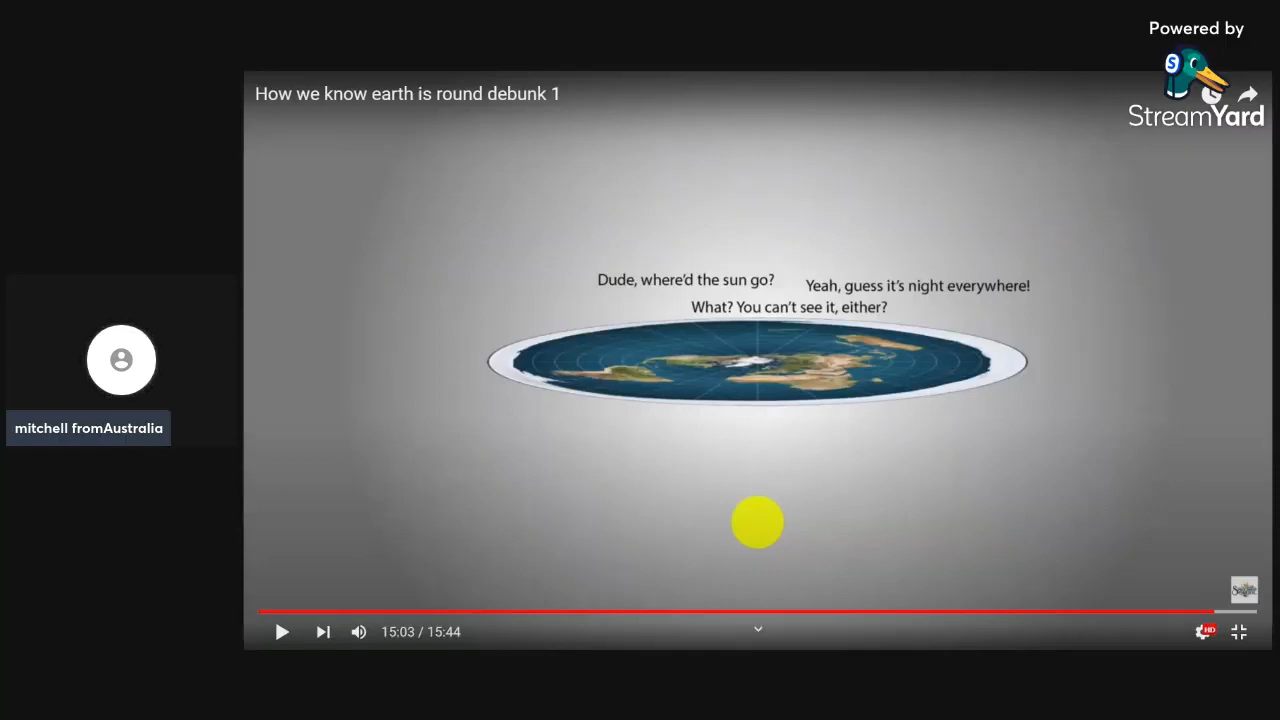 Powered by
S
StreamYard
How we know earth is round debunk 1
Dude, where'd the sun go?
Yeah, guess it's night everywhere!
What? You can't see it, either?
mitchell fromAustralia
15:03 / 15:44
HD